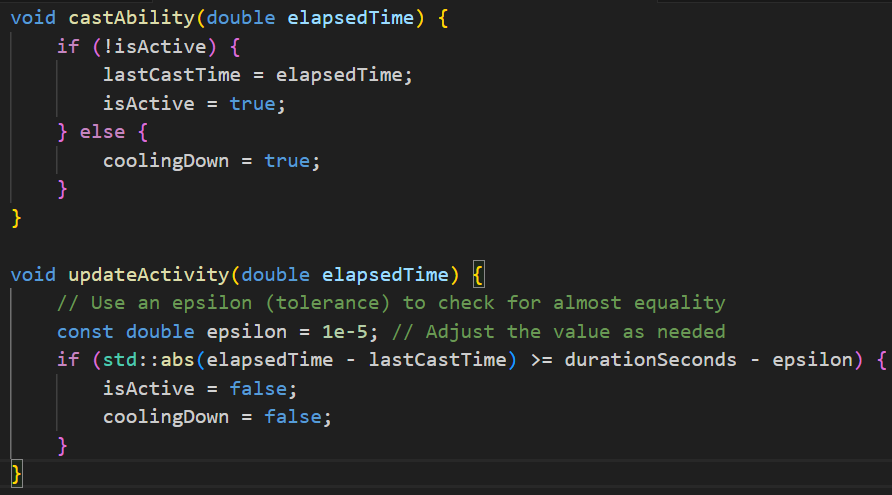 void castAbility(double elapsedTime) {
    if (!isActive) {
        lastCastTime = elapsedTime;
        isActive = true;
    } else {
        coolingDown = true;
    }
}

void updateActivity(double elapsedTime) {
    // Use an epsilon (tolerance) to check for almost equality
    const double epsilon = 1e-5; // Adjust the value as needed
    if (std::abs(elapsedTime - lastCastTime) >= durationSeconds - epsilon) {
        isActive = false;
        coolingDown = false;
    }
}